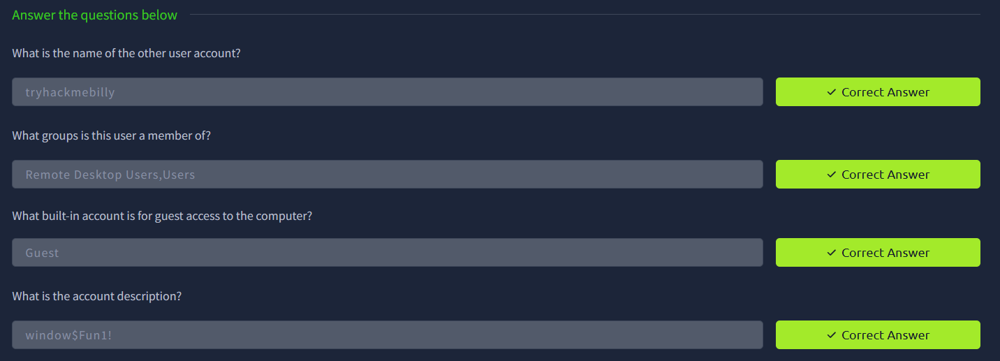 Answer the questions below
What is the name of the other user account?
tryhackmebilly
✓ Correct Answer
What groups is this user a member of?
Remote Desktop Users,Users
✓ Correct Answer
What built-in account is for guest access to the computer?
Guest
✓ Correct Answer
What is the account description?
window$Fun1!
✓ Correct Answer